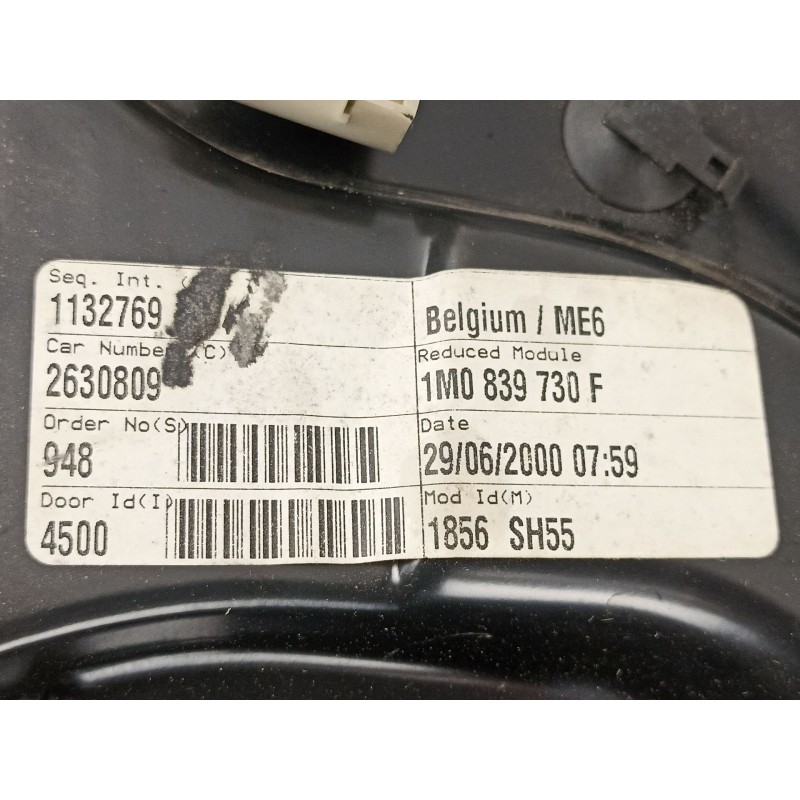 Seq. Int. (
1132769
Belgium / ME6
Car Number (C)
2630809
Reduced Module
1M0 839 730 F
Order No(S)
948
Date
29/06/2000 07:59
Door Id(I)
4500
Mod Id(M)
1856 SH55